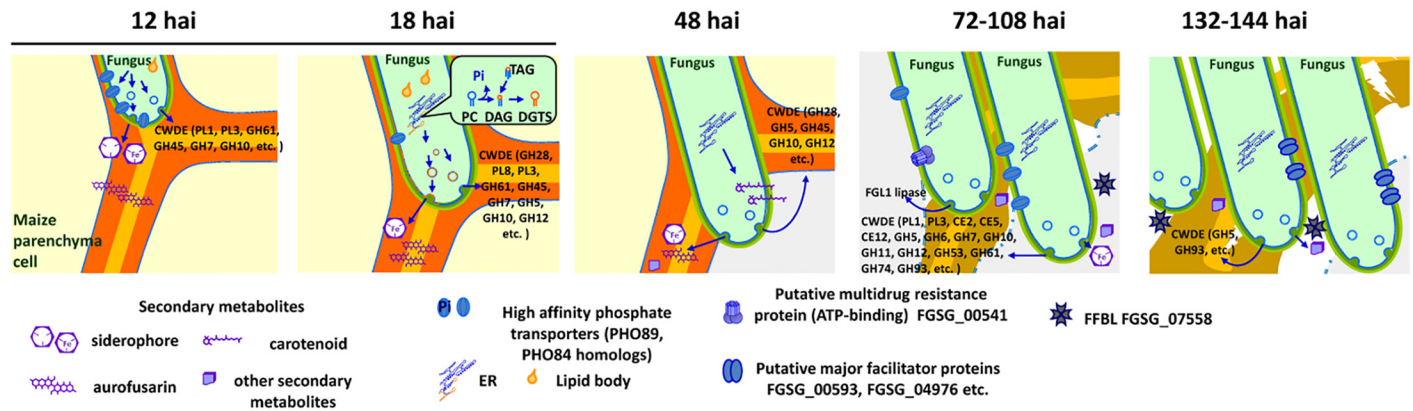 12 hai
18 hai
48 hai
72-108 hai
132-144 hai
Fungus
CWDE (PL1, PL3, GH61,
GH45, GH7, GH10, etc. )
Maize
parenchyma
cell
Fungus
Pi
TAG
PC DAG DGTS
CWDE (GH28,
PL8, PL3,
GH61, GH45,
GH7, GH5,
GH10, GH12
etc. )
Fe
Fungus
CWDE (GH28,
GH5, GH45,
GH10, GH12
etc.)
Fe
Fungus
Fungus
FGL1 lipase
CWDE (PL1, PL3, CE2, CE5,
CE12, GH5, GH6, GH7, GH10,
GH11, GH12, GH53, GH61,
GH74, GH93, etc. )
Fe
Fungus
Fungus
CWDE (GH5,
GH93, etc.)
Secondary metabolites
siderophore
carotenoid
aurofusarin
other secondary
metabolites
Pi
High affinity phosphate
transporters (PHO89,
PHO84 homologs)
ER
Lipid body
Putative multidrug resistance
protein (ATP-binding) FGSG_00541
Putative major facilitator proteins
FGSG_00593, FGSG_04976 etc.
FFBL FGSG_07558